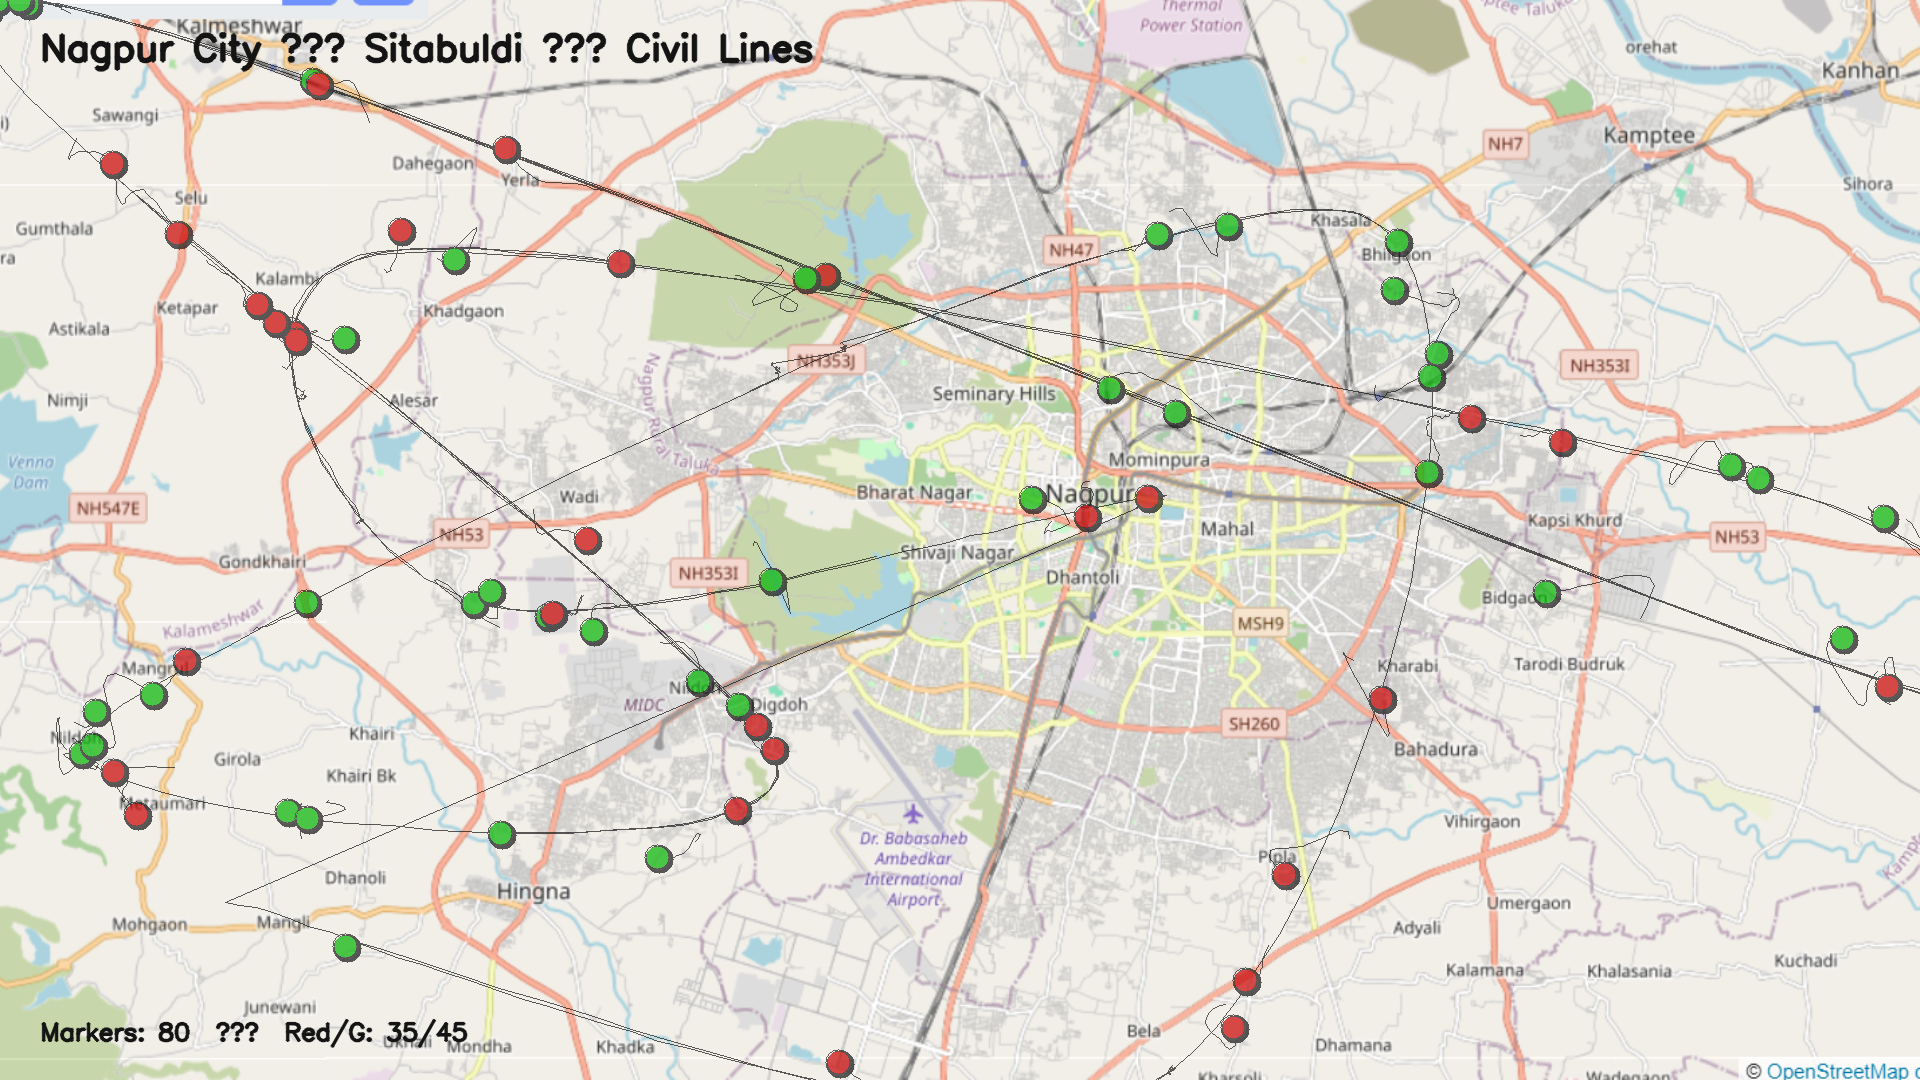 Thermal
Power Station
ptee Taluk
orehat
Kalmeshwar
Nagpur City ??? Sitabuldi ??? Civil Lines
Kanhan
Sawangi
i)
NH7
Kamptee
Dahegaon
Yerla
Sihora
Selu
Gumthala
Khasala
ra
NH47
Bhilgaon
Kalambi
Ketapar
Khadgaon
Astikala
NH353J
NH353I
Nagpur Rural Taluka
Seminary Hills
Nimji
Alesar
Mominpura
Venna
Dam
Wadi
Bharat Nagar
Nagpur
NH547E
NH53
Mahal
Kapsi Khurd
NH53
Gondkhairi
Shivaji Nagar
NH353I
Dhantoli
Bidgaon
Kalameshwar
MSH9
Mangrul
Kharabi
Tarodi Budruk
MIDC
Digdoh
SH260
Khairi
Bahadura
Girola
Khairi Bk
Metaumari
Vihirgaon
Dr. Babasaheb
Ambedkar
International
Airport
Pipla
Dhanoli
Hingna
Umergaon
Mohgaon
Mangli
Adyali
Kalamana
Khalasania
Kuchadi
Junewani
Markers: 80 ??? Red/G: 35/45
Mondha
Khadka
Bela
Dhamana
Kharsoli
Wadegaon
© OpenStreetMap c